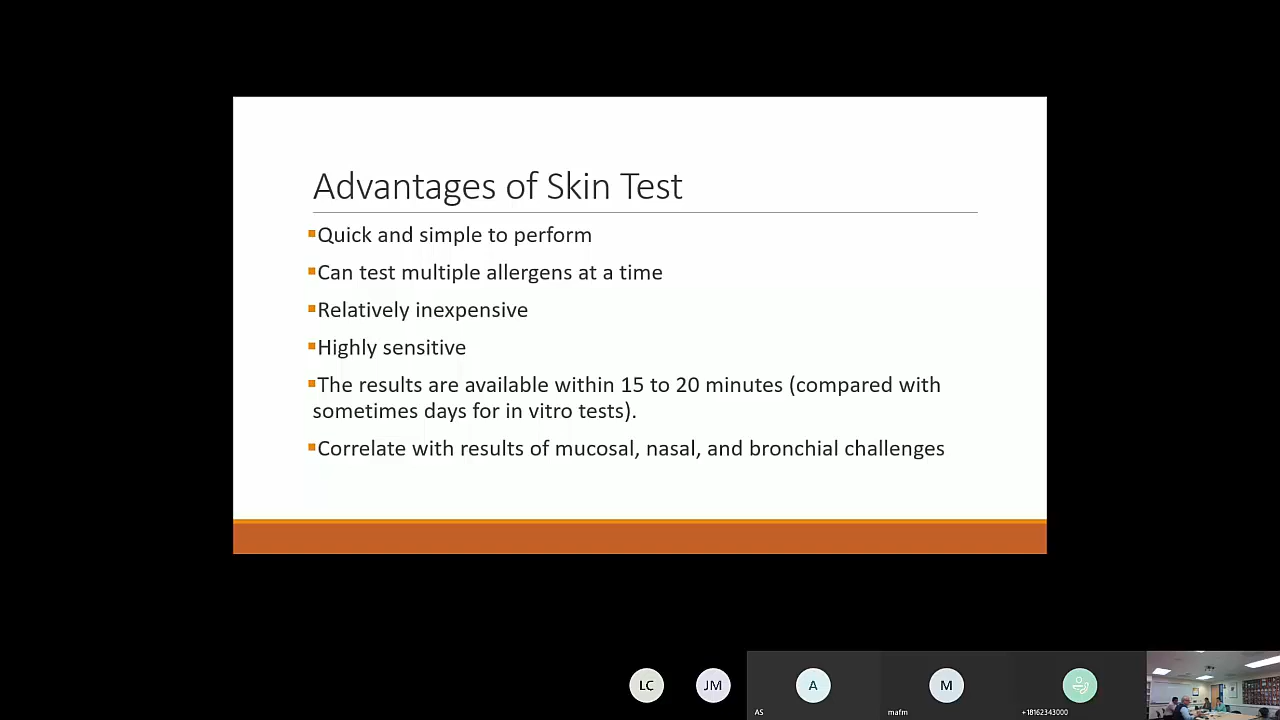 Advantages of Skin Test
Quick and simple to perform
Can test multiple allergens at a time
Relatively inexpensive
Highly sensitive
The results are available within 15 to 20 minutes (compared with
sometimes days for in vitro tests).
Correlate with results of mucosal, nasal, and bronchial challenges
LC
JM
A
M
AS
mafm
+18162343000